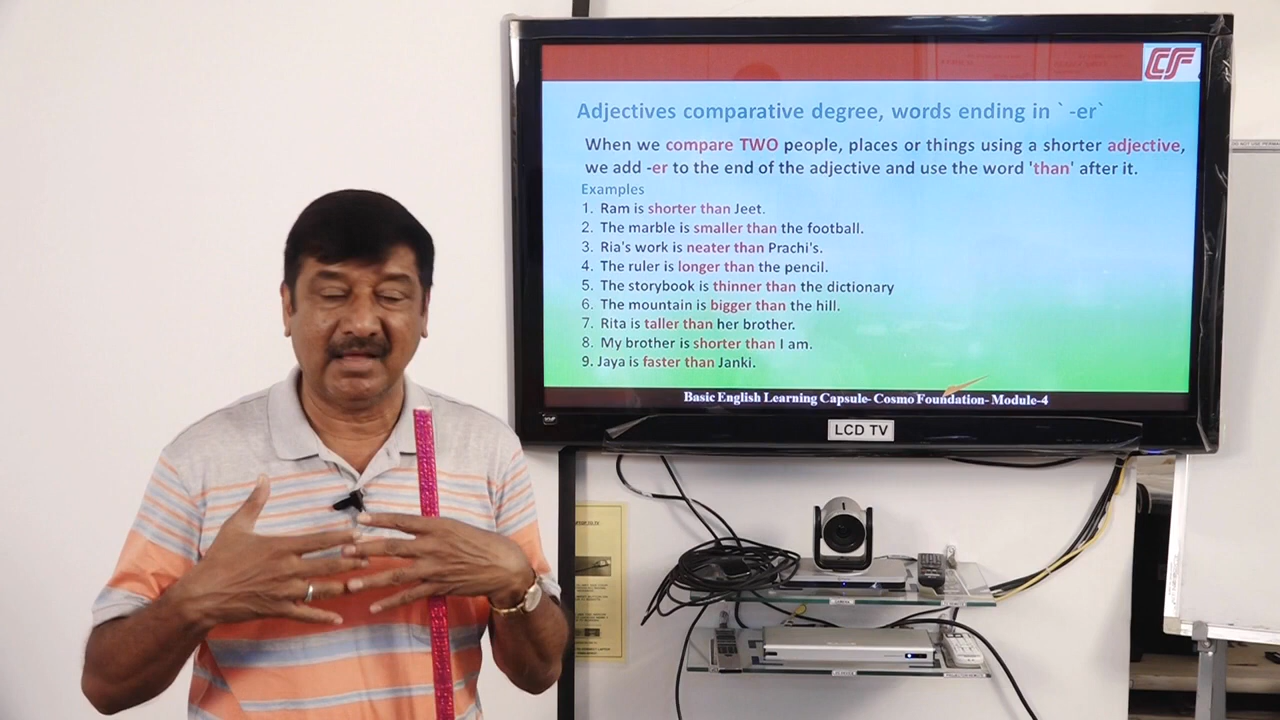 CF
Adjectives comparative degree, words ending in ` -er`
When we compare TWO people, places or things using a shorter adjective,
we add -er to the end of the adjective and use the word 'than' after it.
Examples
1. Ram is shorter than Jeet.
2. The marble is smaller than the football.
3. Ria's work is neater than Prachi's.
4. The ruler is longer than the pencil.
5. The storybook is thinner than the dictionary
6. The mountain is bigger than the hill.
7. Rita is taller than her brother.
8. My brother is shorter than I am.
9. Jaya is faster than Janki.
Basic English Learning Capsule- Cosmo Foundation- Module-4
LCD TV